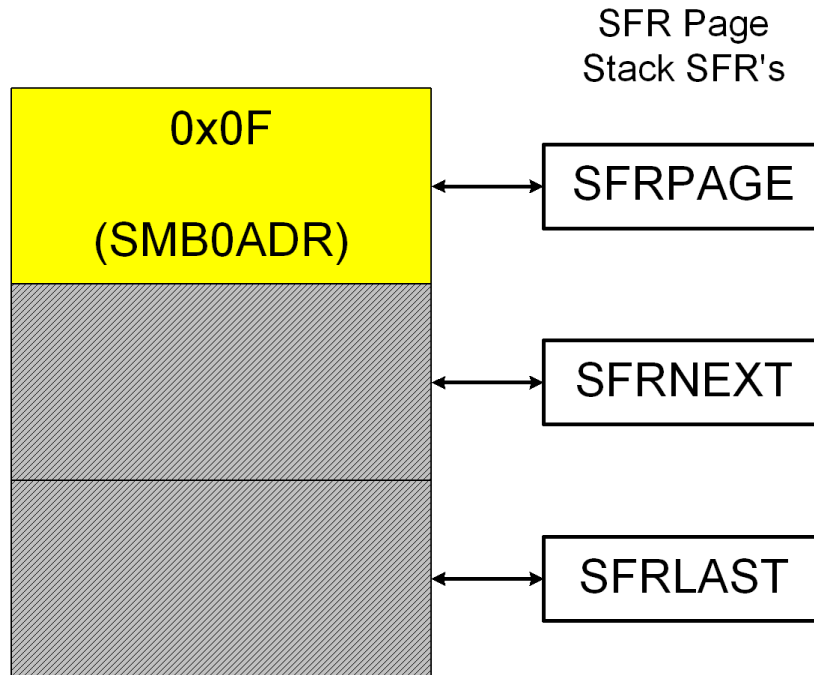 SFR Page
Stack SFR's
0x0F
(SMB0ADR)
SFRPAGE
SFRNEXT
SFRLAST